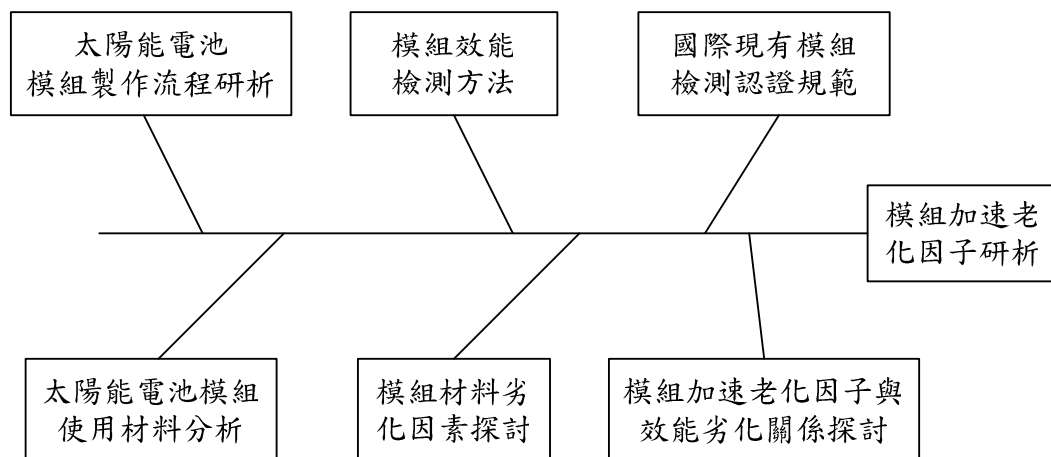 太陽能電池
模組製作流程研析
模組效能
檢測方法
國際現有模組
檢測認證規範
模組加速老
化因子研析
太陽能電池模組
使用材料分析
模組材料劣
化因素探討
模組加速老化因子與
效能劣化關係探討